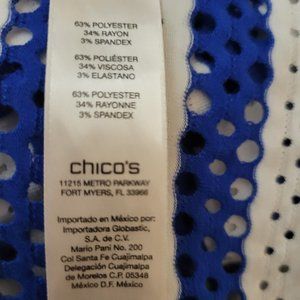 63% POLYESTER
34% RAYON
3% SPANDEX
63% POLIÉSTER
34% VISCOSA
3% ELASTANO
63% POLYESTER
34% RAYONNE
3% SPANDEX
chico's
11215 METRO PARKWAY
FORT MYERS, FL 33966
Importado en México por:
Importadora Globastic,
S.A. de C.V.
Mario Pani No. 200
Col Santa Fe Cuajimalpa
Delegación Cuajimalpa
de Morelos C.P. 05348
México D.F. México